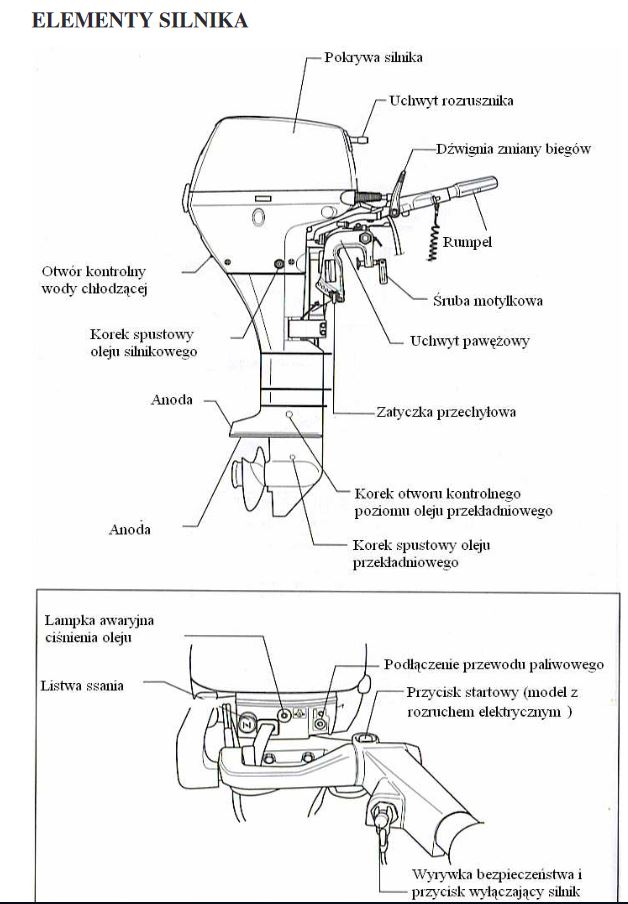 ELEMENTY SILNIKA
Pokrywa silnika
Uchwyt rozrusznika
Dźwignia zmiany biegów
Rumpel
Otwór kontrolny
wody chłodzącej
Śruba motylkowa
Korek spustowy
oleju silnikowego
Uchwyt pawężowy
Anoda
Zatyczka przechyłowa
Korek otworu kontrolnego
poziomu oleju przekładniowego
Anoda
Korek spustowy oleju
przekładniowego
Lampka awaryjna
ciśnienia oleju
Podłączenie przewodu paliwowego
Listwa ssania
Przycisk startowy (model z
rozruchem elektrycznym )
Wyrywka bezpieczeństwa i
przycisk wyłączający silnik